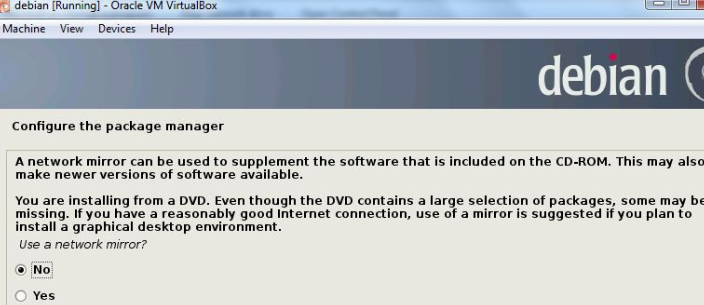 debian [Running] - Oracle VM VirtualBox
Machine View Devices Help
debian
Configure the package manager
A network mirror can be used to supplement the software that is included on the CD-ROM. This may also
make newer versions of software available.
You are installing from a DVD. Even though the DVD contains a large selection of packages, some may be
missing. If you have a reasonably good Internet connection, use of a mirror is suggested if you plan to
install a graphical desktop environment.
Use a network mirror?
No
Yes